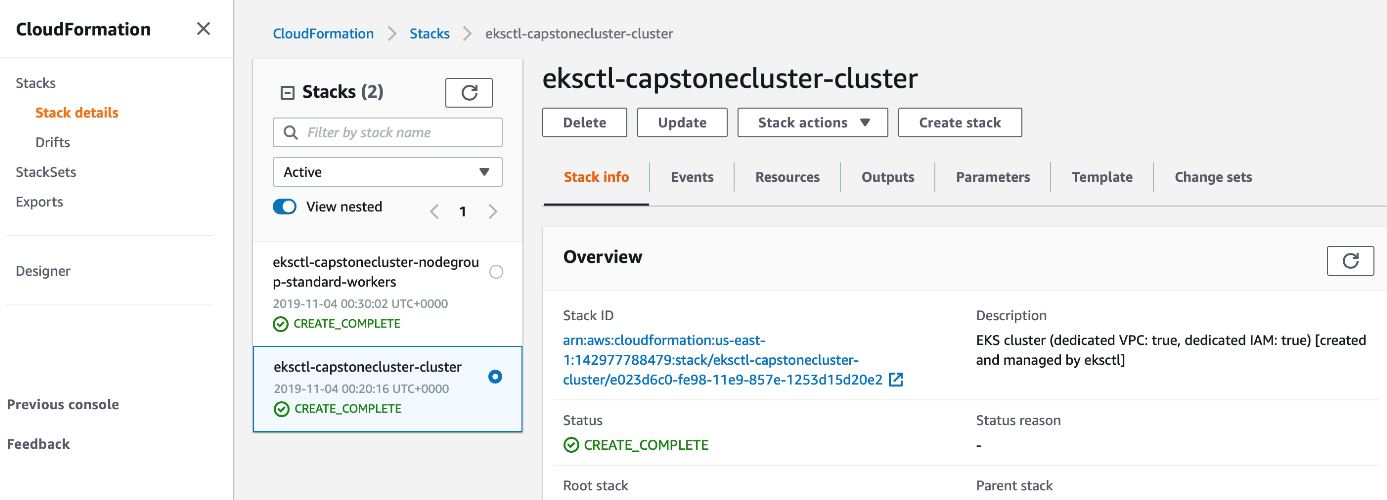 CloudFormation
Stacks
Stack details
Drifts
StackSets
Exports
Designer
Previous console
Feedback
CloudFormation > Stacks > eksctl-capstonecluster-cluster
Stacks (2)
Filter by stack name
Active
View nested
1
eksctl-capstonecluster-nodegrou
p-standard-workers
2019-11-04 00:30:02 UTC+0000
CREATE_COMPLETE
eksctl-capstonecluster-cluster
2019-11-04 00:20:16 UTC+0000
CREATE_COMPLETE
eksctl-capstonecluster-cluster
Delete Update Stack actions Create stack
Stack info Events Resources Outputs Parameters Template Change sets
Overview
Stack ID
arn:aws:cloudformation:us-east-
1:142977788479:stack/eksctl-capstonecluster-
cluster/e023d6c0-fe98-11e9-857e-1253d15d20e2
Description
EKS cluster (dedicated VPC: true, dedicated IAM: true) [created
and managed by eksctl]
Status
CREATE_COMPLETE
Status reason
-
Root stack
Parent stack